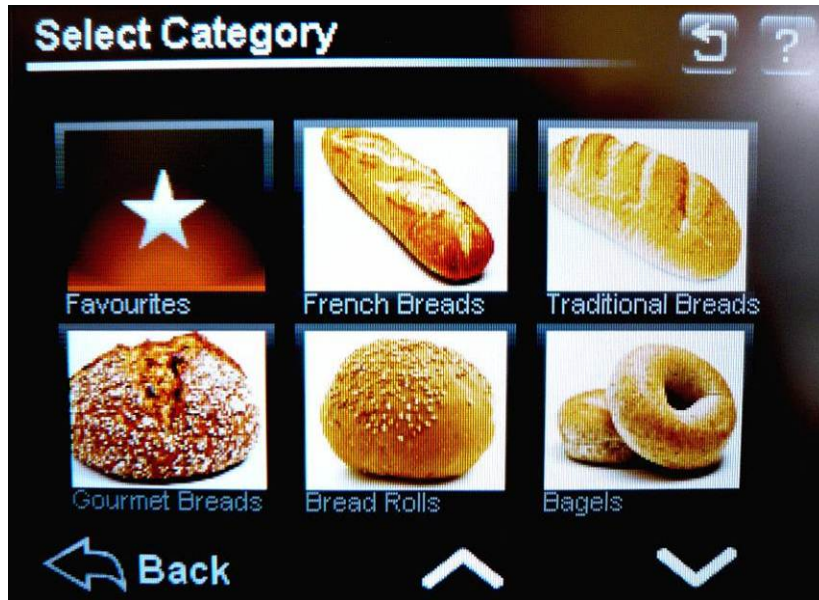 Select Category
?
Favourites
French Breads
Traditional Breads
Gourmet Breads
Bread Rolls
Bagels
Back